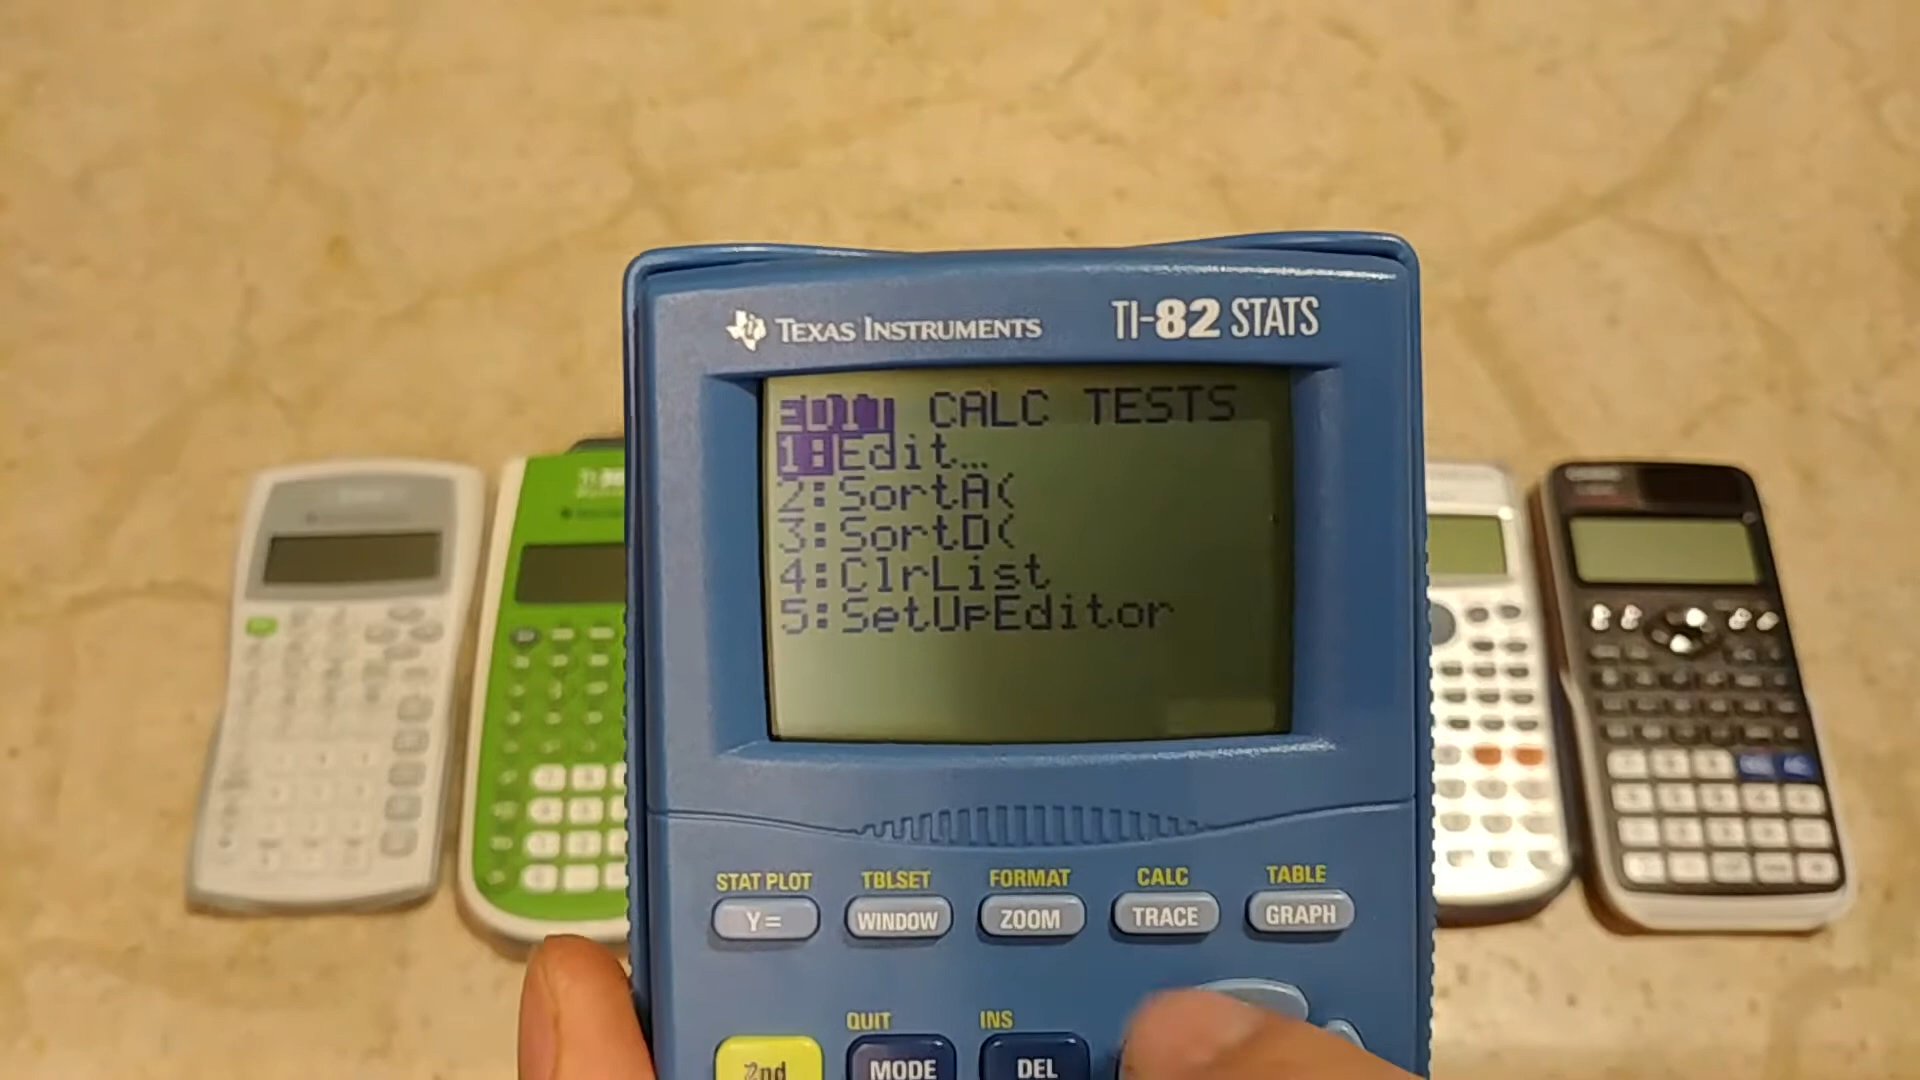 TEXAS INSTRUMENTS TI-82 STATS
EDIT CALC TESTS
1:Edit…
2:SortA(
3:SortD(
4:ClrList
5:SetUpEditor
STAT PLOT TBLSET FORMAT CALC TABLE
Y= WINDOW ZOOM TRACE GRAPH
QUIT INS
2nd MODE DEL